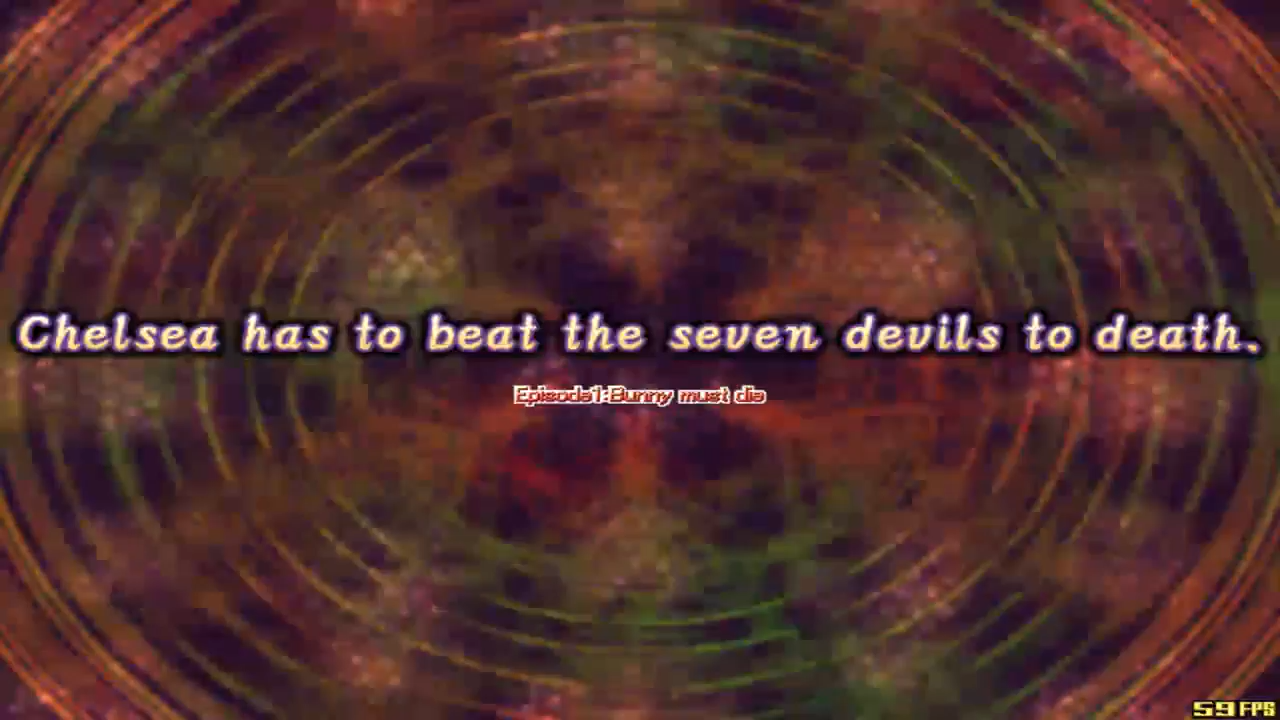 Chelsea has to beat the seven devils to death.
Episode1:Bunny must die
59 FPS